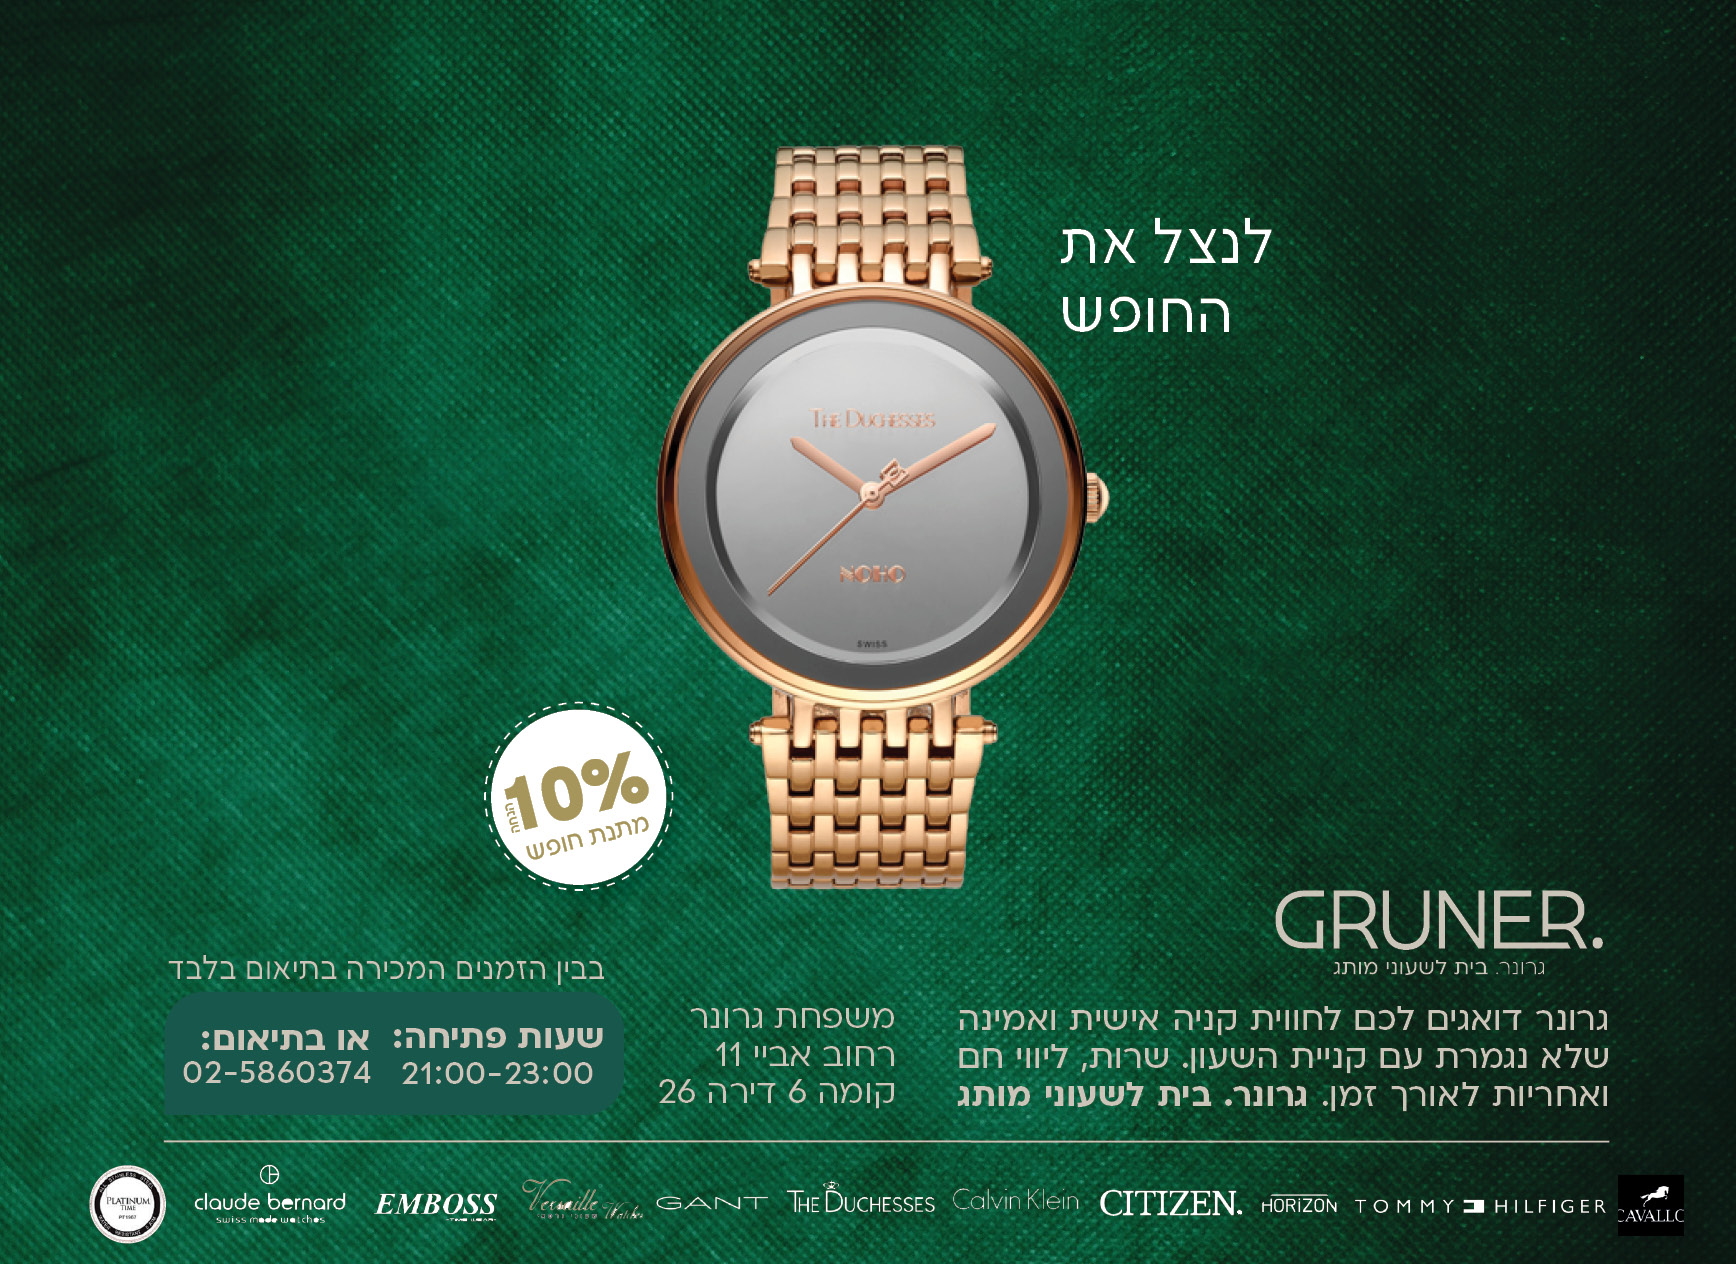 לנצל את
החופש
THE DUCHESSES
NOHO
SWISS
10%
הנחה
מתנת חופש
GRUNER.
גרונר. בית לשעוני מותג
גרונר דואגים לכם לחווית קניה אישית ואמינה
שלא נגמרת עם קניית השעון. שרות, ליווי חם
ואחריות לאורך זמן. גרונר. בית לשעוני מותג
משפחת גרונר
רחוב אביי 11
קומה 6 דירה 26
בבין הזמנים המכירה בתיאום בלבד
שעות פתיחה:
21:00-23:00
או בתיאום:
02-5860374
PLATINUM
TIME
claude bernard
swiss made watches
EMBOSS
GANT
THE DUCHESSES
Calvin Klein
CITIZEN.
HORIZON
TOMMY HILFIGER
CAVALLO